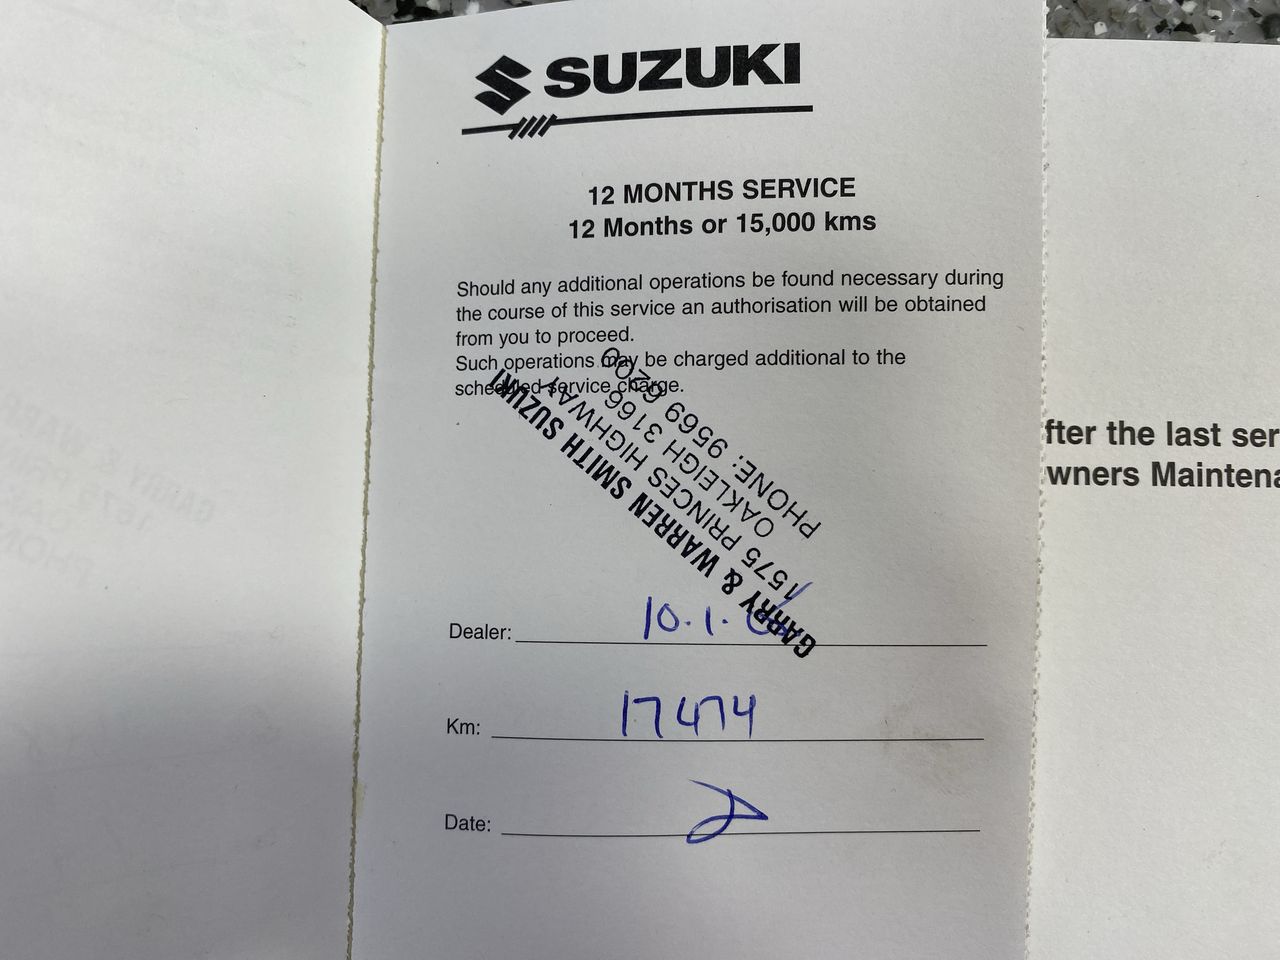 SUZUKI
12 MONTHS SERVICE
12 Months or 15,000 kms
Should any additional operations be found necessary during
the course of this service an authorisation will be obtained
from you to proceed.
Such operations may be charged additional to the
scheduled service charge.
GARRY & WARREN SMITH SUZUKI
1575 PRINCES HIGHWAY
OAKLEIGH 3166
PHONE: 9569 6200
Dealer: 10.1.
Km: 17474
Date:
fter the last ser
wners Maintena